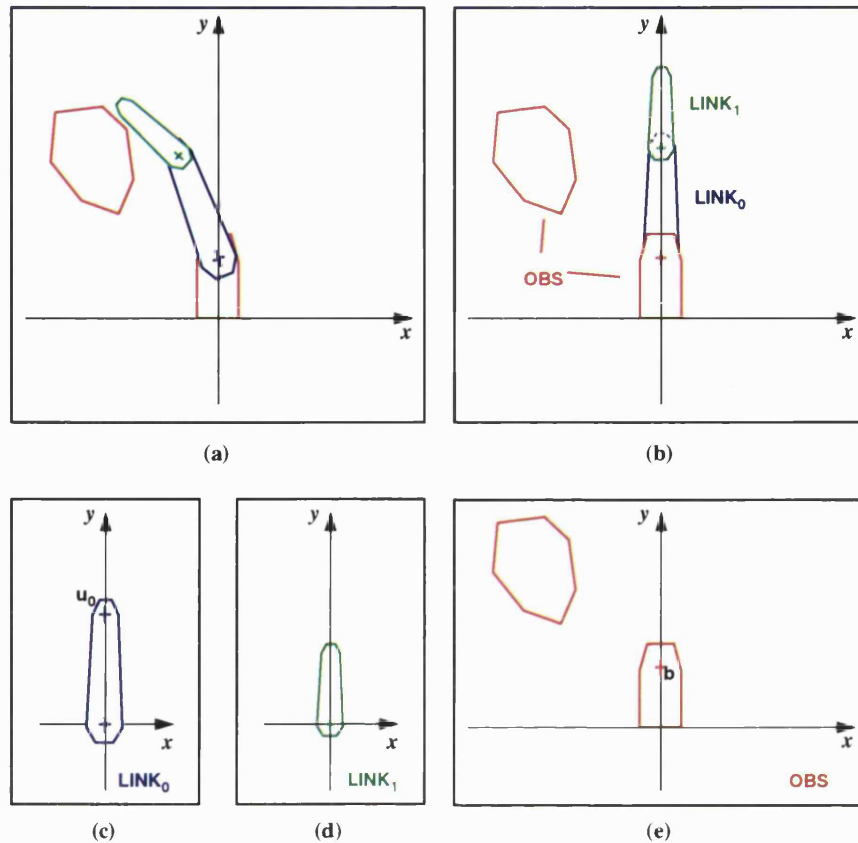 y
x
(a)
y
LINK₁
LINK₀
OBS
x
(b)
y
u₀
x
LINK₀
(c)
y
x
LINK₁
(d)
y
b
x
OBS
(e)